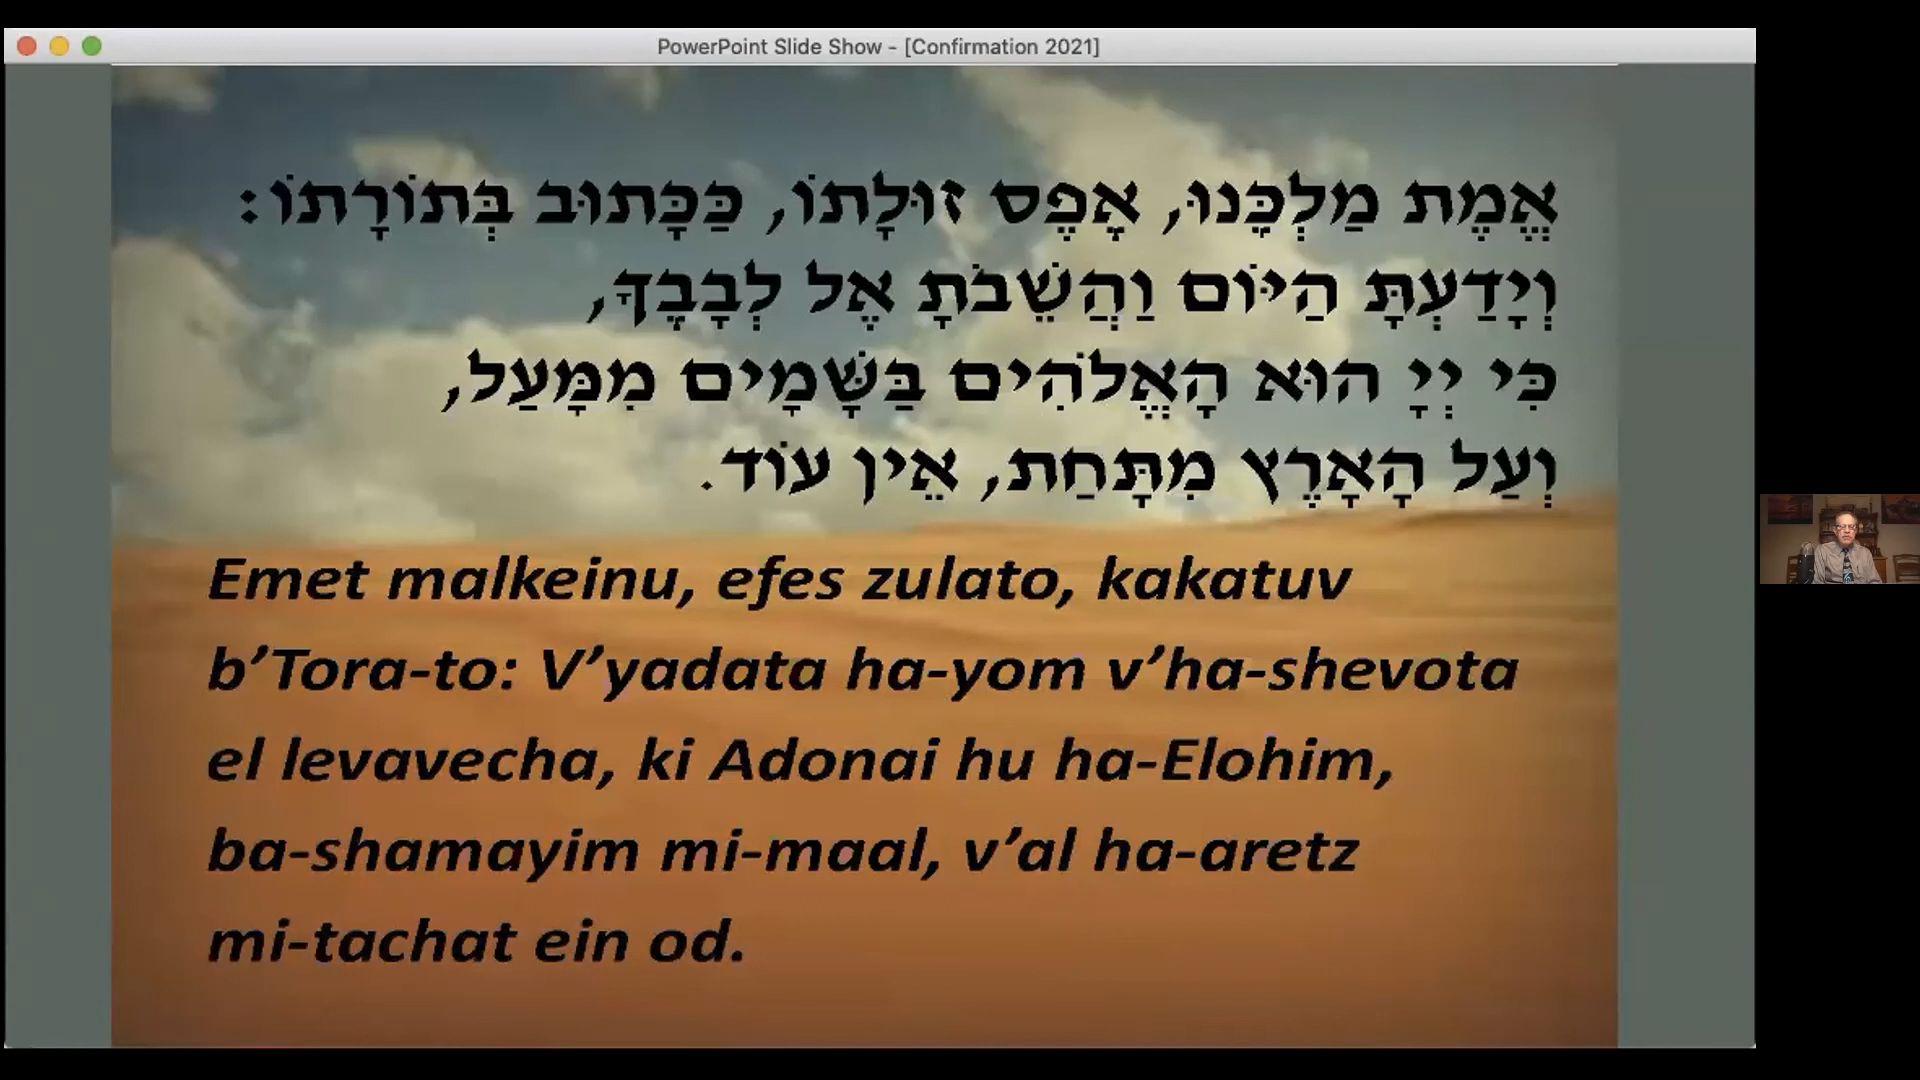 PowerPoint Slide Show - [Confirmation 2021]
אֱמֶת מַלְכֵּנוּ, אֶפֶס זוּלָתוֹ, כַּכָּתוּב בְּתוֹרָתוֹ:
וְיָדַעְתָּ הַיּוֹם וַהֲשֵׁבֹתָ אֶל לְבָבֶךָ,
כִּי יְיָ הוּא הָאֱלֹהִים בַּשָּׁמַיִם מִמַּעַל,
וְעַל הָאָרֶץ מִתָּחַת, אֵין עוֹד.
Emet malkeinu, efes zulato, kakatuv
b’Tora-to: V’yadata ha-yom v’ha-shevota
el levavecha, ki Adonai hu ha-Elohim,
ba-shamayim mi-maal, v’al ha-aretz
mi-tachat ein od.